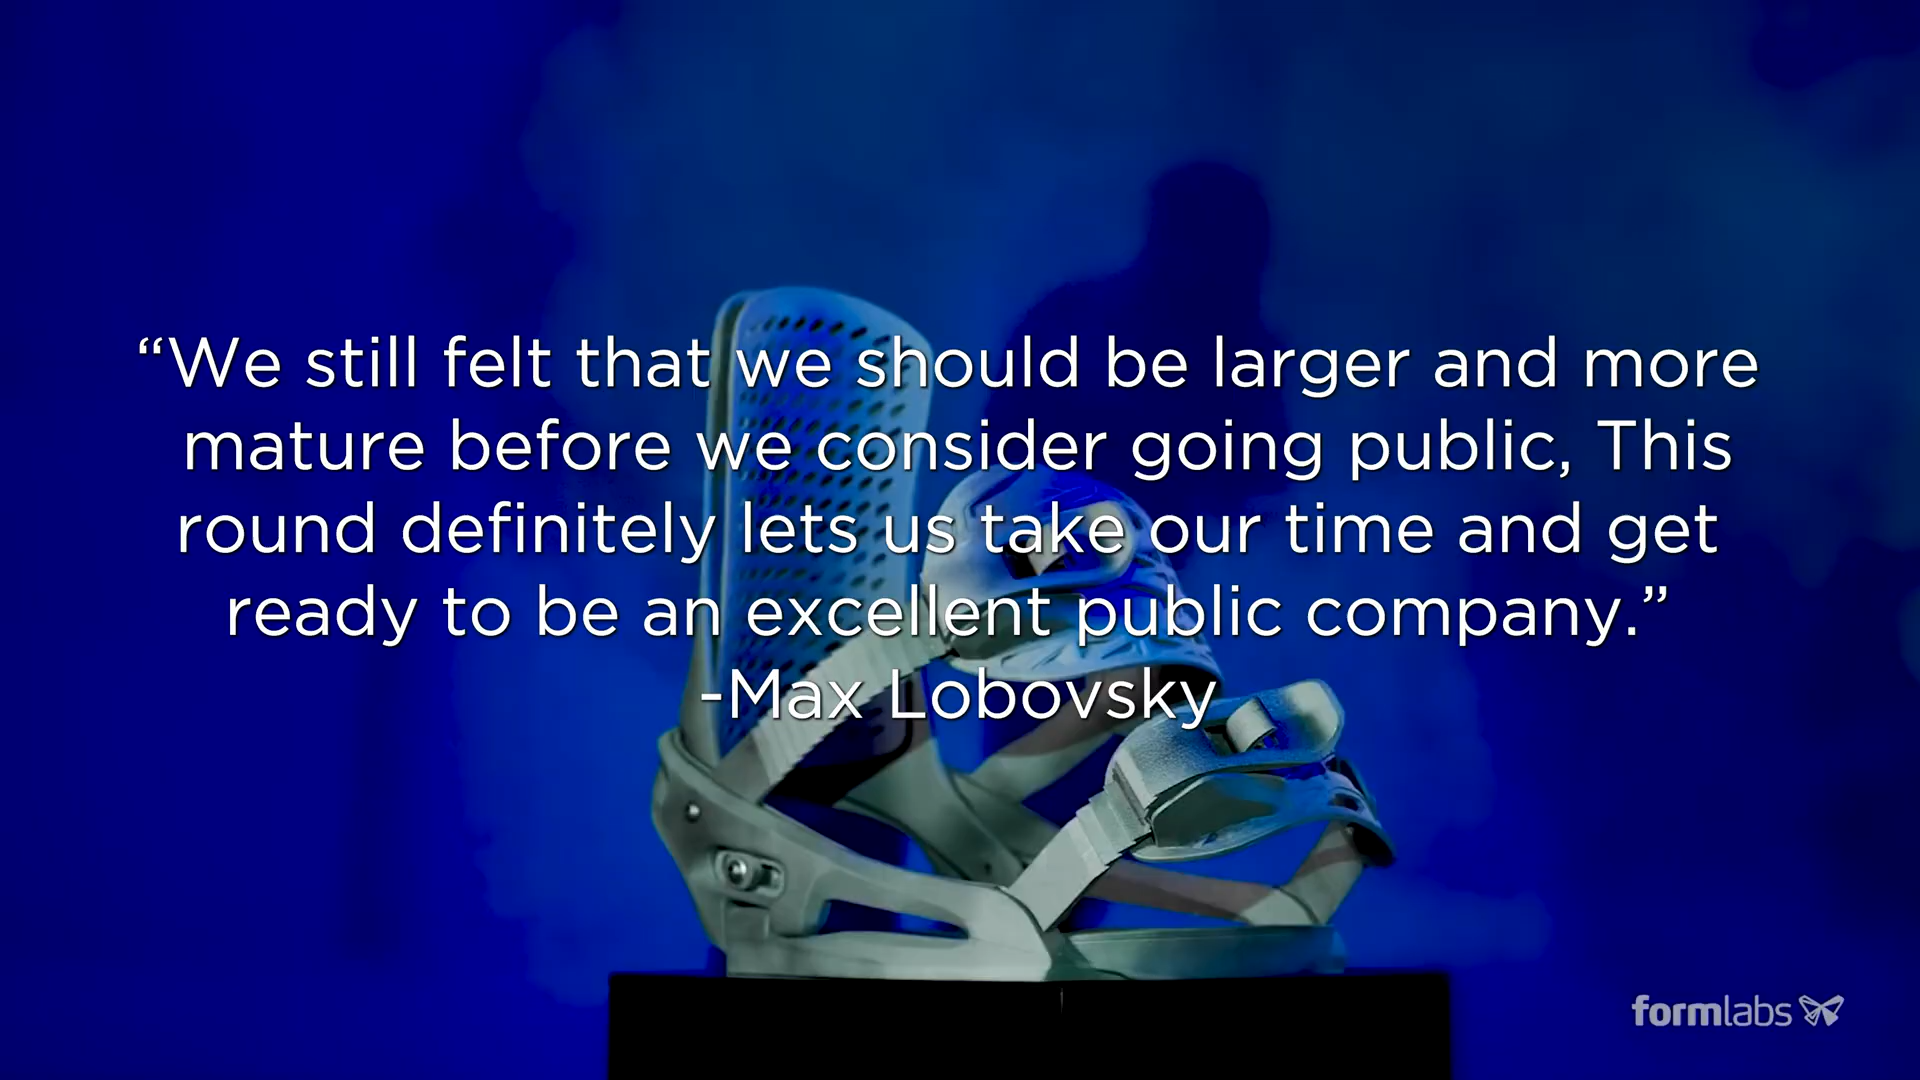 “We still felt that we should be larger and more
mature before we consider going public, This
round definitely lets us take our time and get
ready to be an excellent public company.”
-Max Lobovsky
formlabs